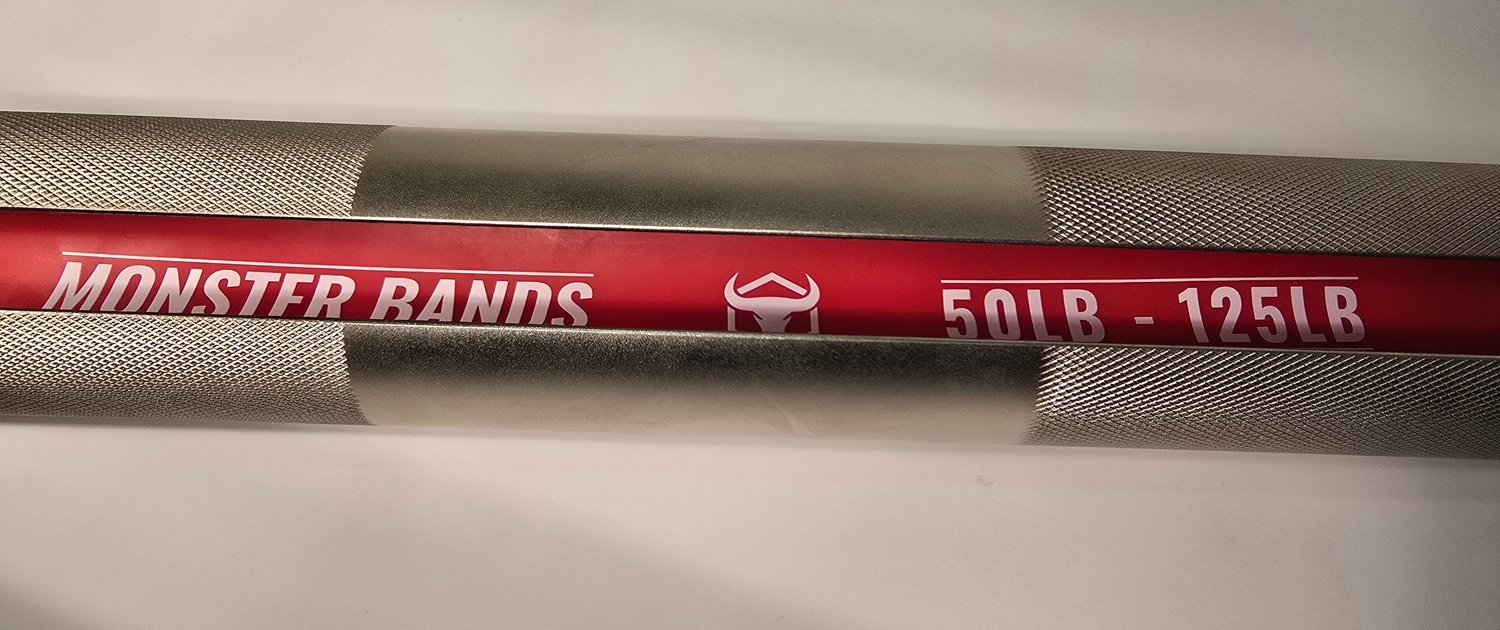 MONSTER BANDS
50LB - 125LB